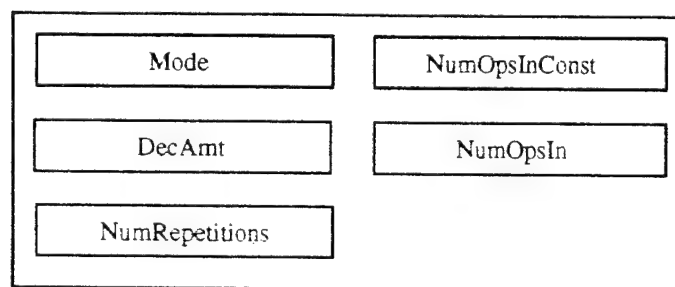 Mode
NumOpsInConst
DecAmt
NumOpsIn
NumRepetitions